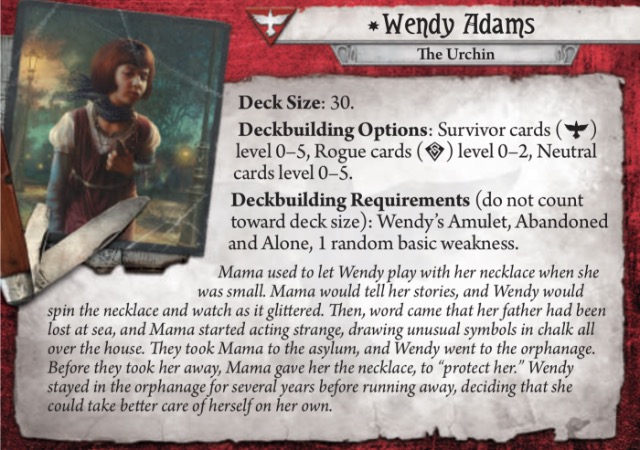 Wendy Adams
The Urchin
Deck Size: 30.
Deckbuilding Options: Survivor cards ( )
level 0–5, Rogue cards ( ) level 0–2, Neutral
cards level 0–5.
Deckbuilding Requirements (do not count
toward deck size): Wendy's Amulet, Abandoned
and Alone, 1 random basic weakness.
Mama used to let Wendy play with her necklace when she
was small. Mama would tell her stories, and Wendy would
spin the necklace and watch as it glittered. Then, word came that her father had been
lost at sea, and Mama started acting strange, drawing unusual symbols in chalk all
over the house. They took Mama to the asylum, and Wendy went to the orphanage.
Before they took her away, Mama gave her the necklace, to “protect her.” Wendy
stayed in the orphanage for several years before running away, deciding that she
could take better care of herself on her own.